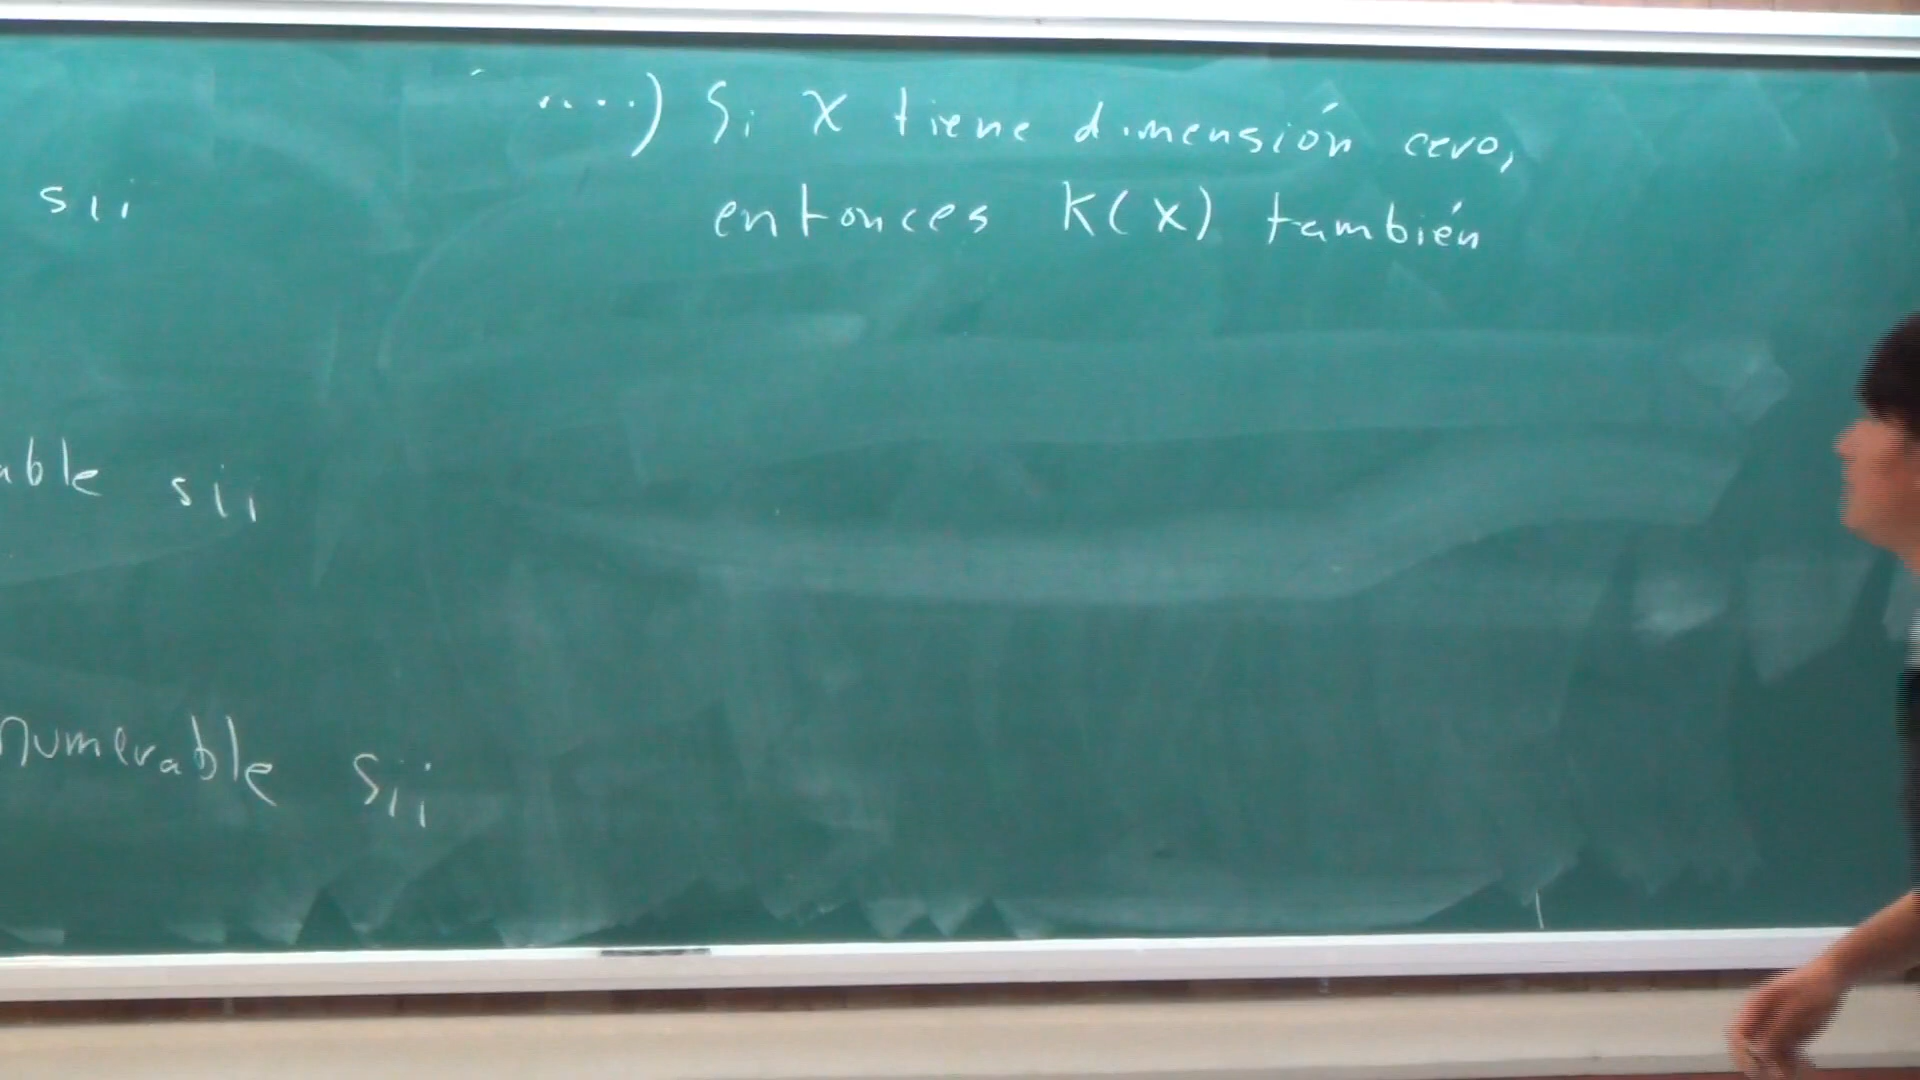 ....) Si X tiene dimensión cero,
entonces K(X) también
sii
able sii
numerable sii